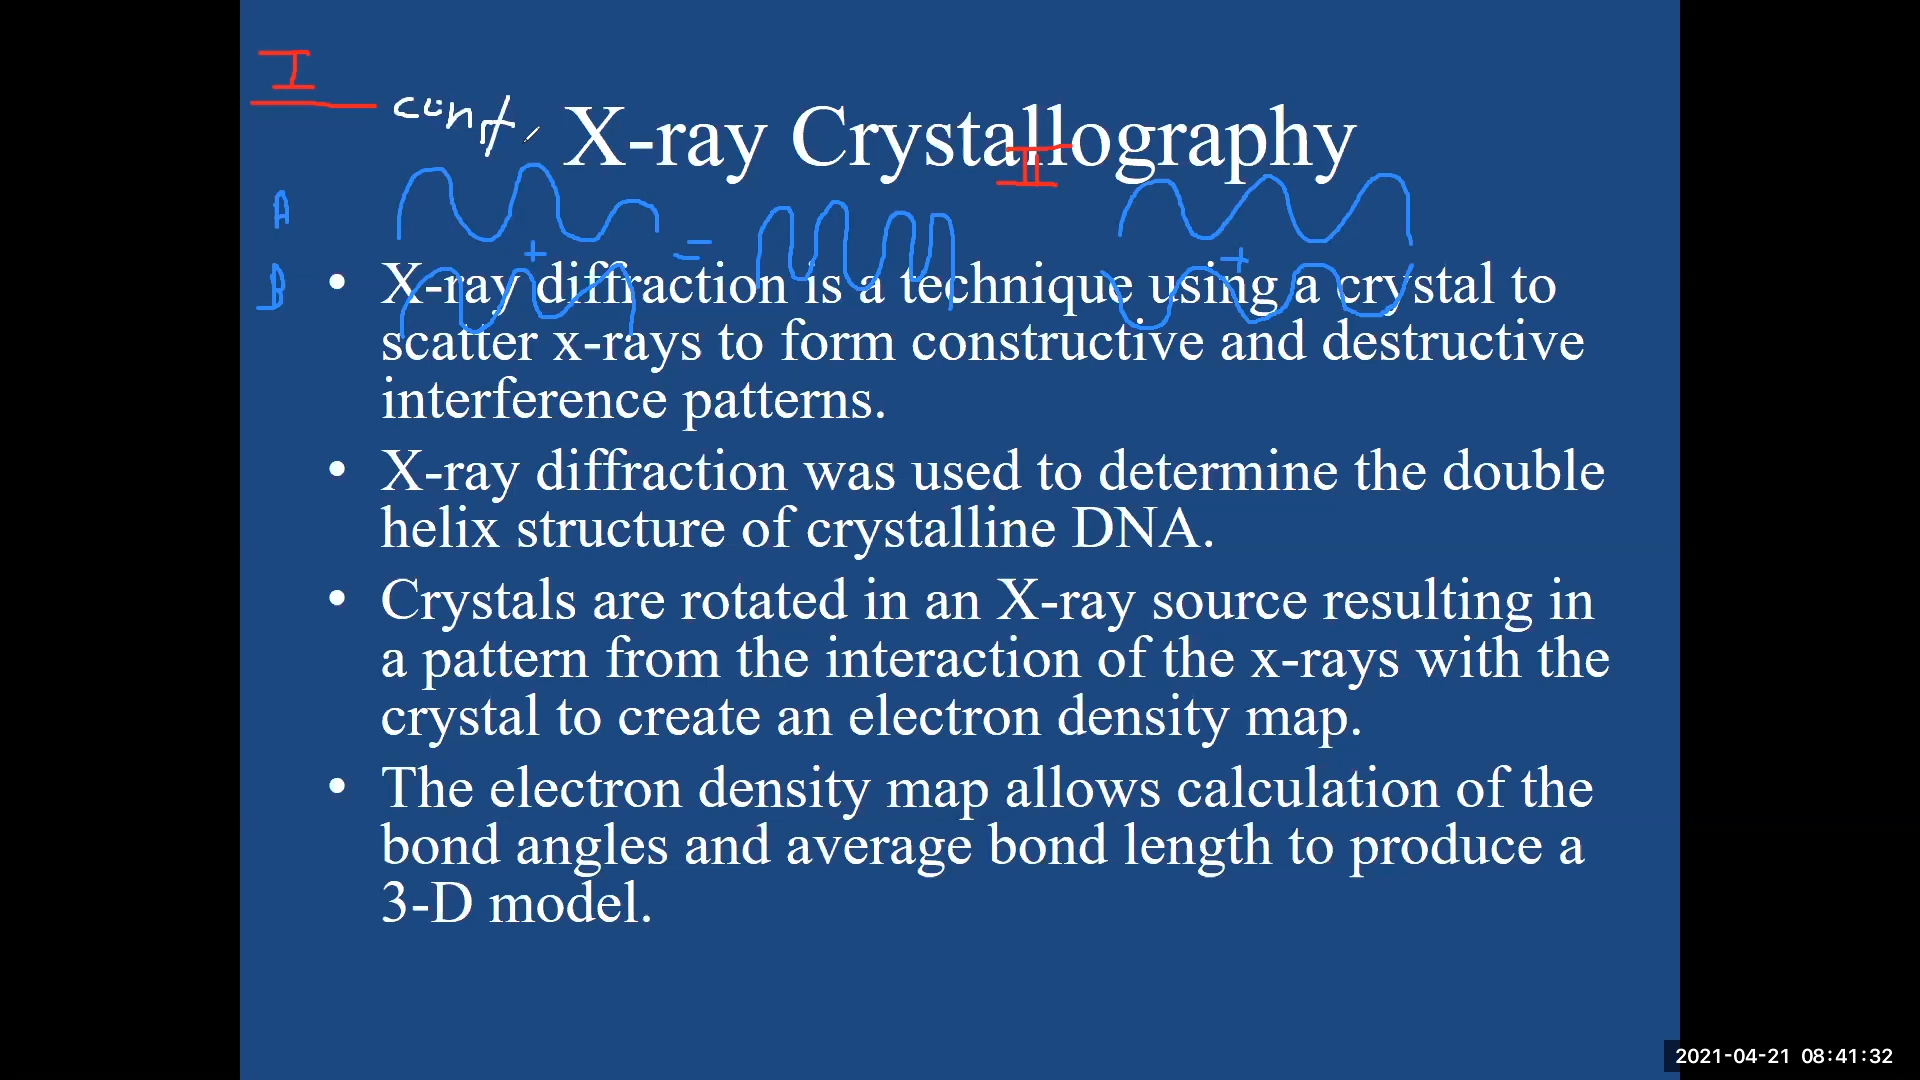 I
cont
X-ray Crystallography
II
A
+
=
+
B
• X-ray diffraction is a technique using a crystal to
scatter x-rays to form constructive and destructive
interference patterns.
• X-ray diffraction was used to determine the double
helix structure of crystalline DNA.
• Crystals are rotated in an X-ray source resulting in
a pattern from the interaction of the x-rays with the
crystal to create an electron density map.
• The electron density map allows calculation of the
bond angles and average bond length to produce a
3-D model.
2021-04-21 08:41:32